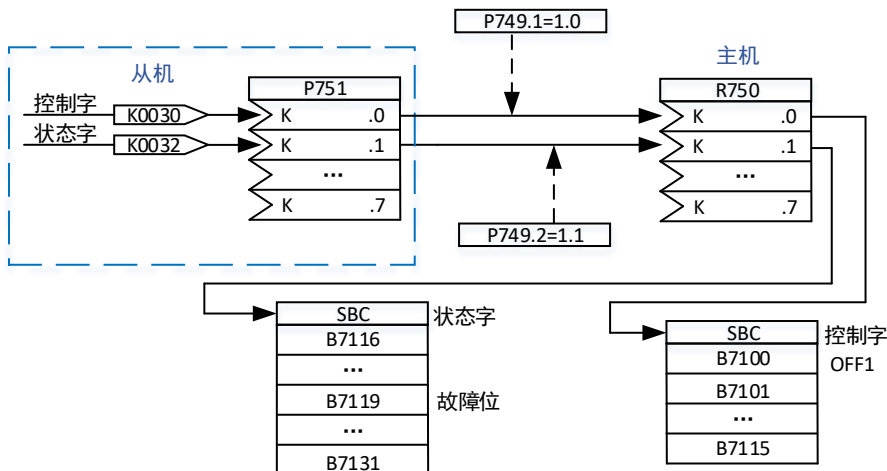 P749.1=1.0
从机
主机
P751
R750
控制字
K0030
K
.0
K
.0
状态字
K0032
K
.1
K
.1
...
...
K
.7
K
.7
P749.2=1.1
SBC
状态字
SBC
控制字
B7116
B7100
OFF1
...
B7101
B7119
故障位
...
...
B7115
B7131